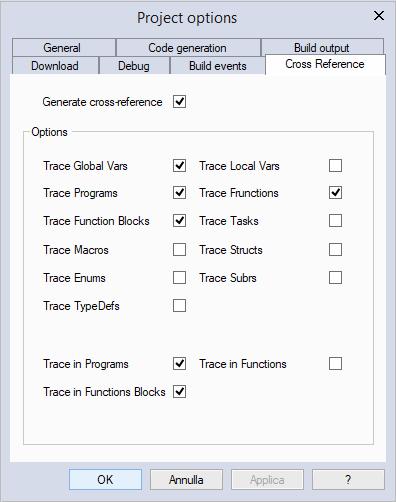 Project options
General Code generation Build output
Download Debug Build events Cross Reference
Generate cross-reference
Options
Trace Global Vars Trace Local Vars
Trace Programs Trace Functions
Trace Function Blocks Trace Tasks
Trace Macros Trace Structs
Trace Enums Trace Subrs
Trace TypeDefs
Trace in Programs Trace in Functions
Trace in Functions Blocks
OK Annulla Applica ?